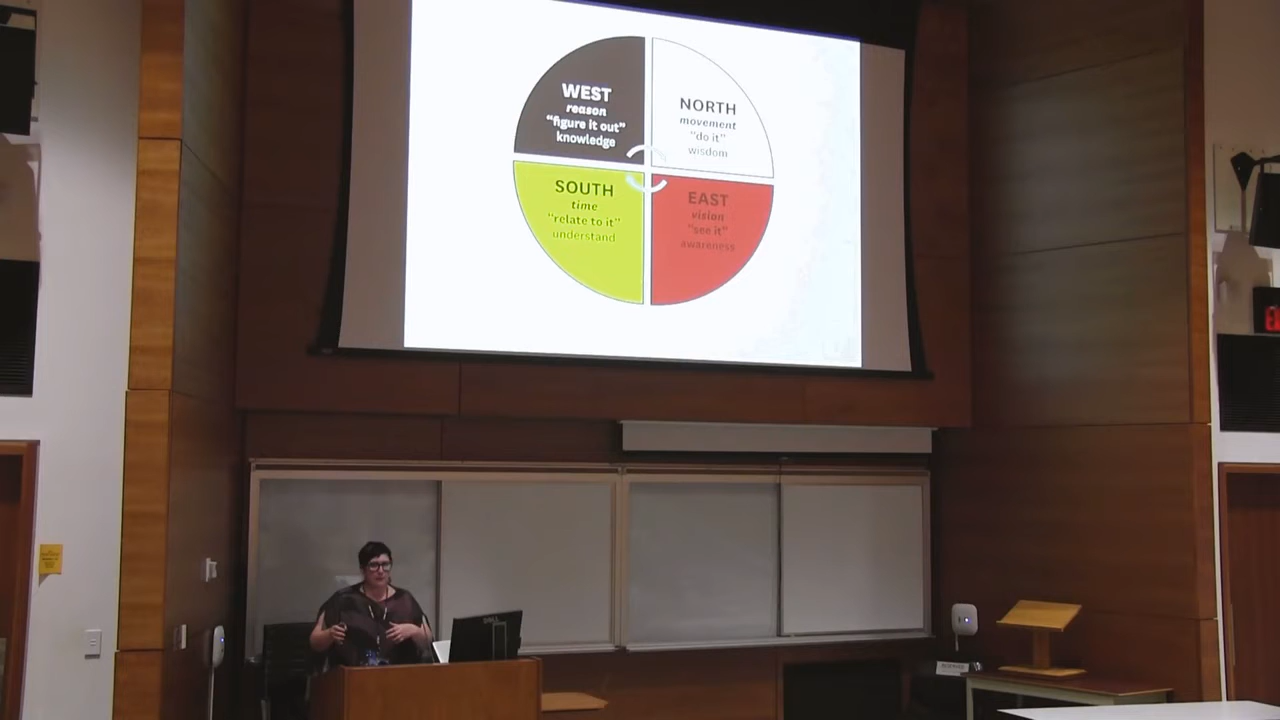 WEST
reason
"figure it out"
knowledge
NORTH
movement
"do it"
wisdom
SOUTH
time
"relate to it"
understand
EAST
vision
"see it"
awareness
DELL